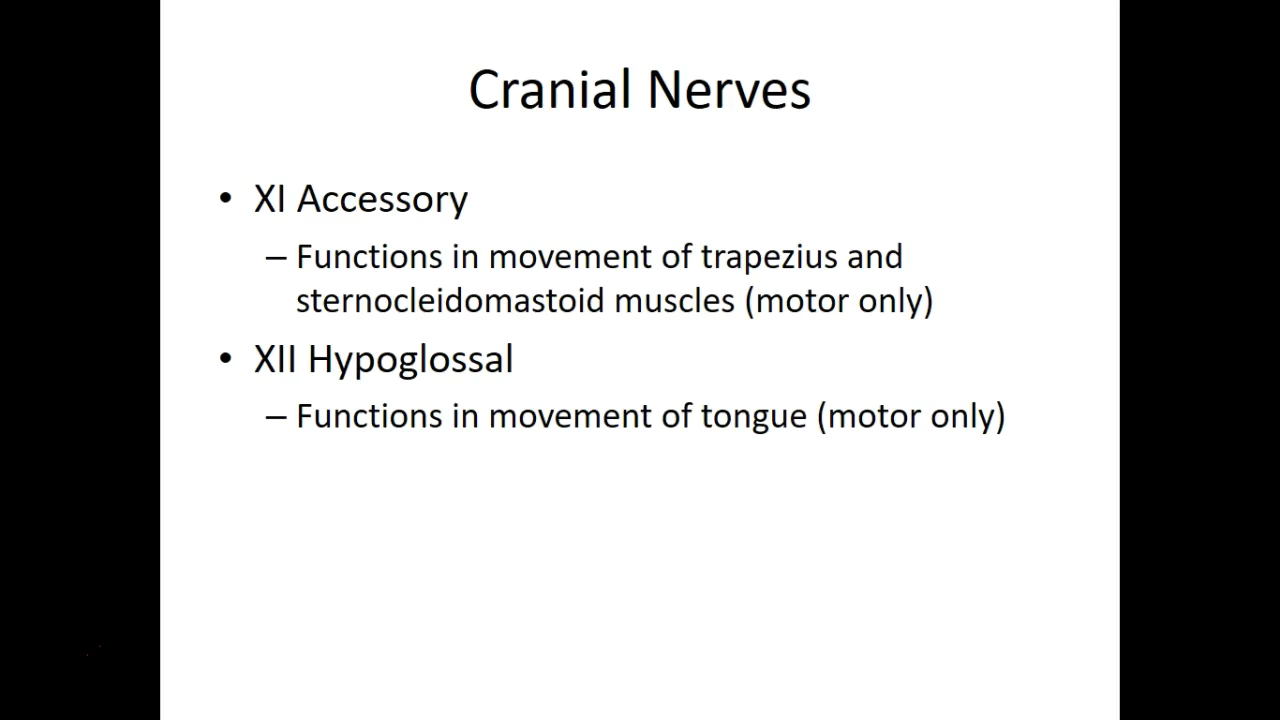 Cranial Nerves
• XI Accessory
– Functions in movement of trapezius and
sternocleidomastoid muscles (motor only)
• XII Hypoglossal
– Functions in movement of tongue (motor only)